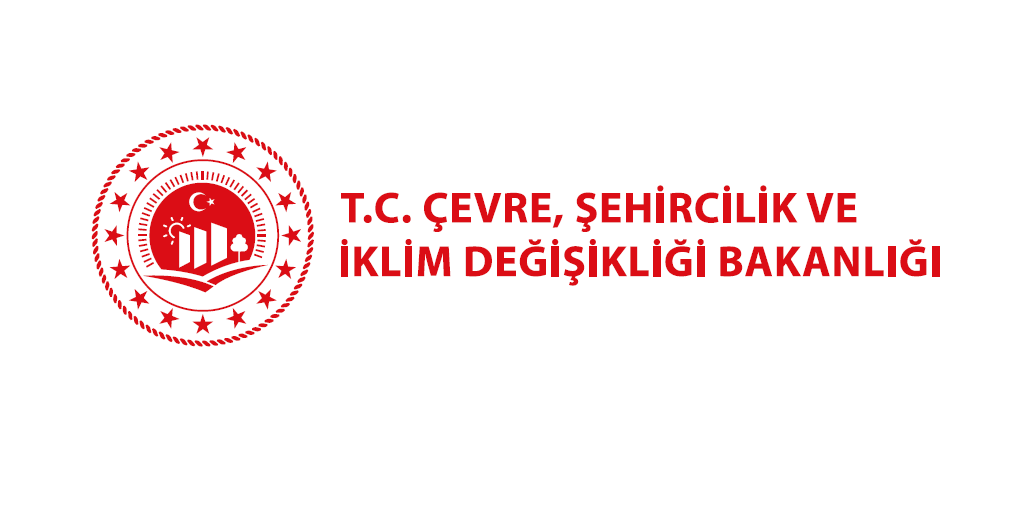 T.C. ÇEVRE, ŞEHİRCİLİK VE
İKLİM DEĞİŞİKLİĞİ BAKANLIĞI